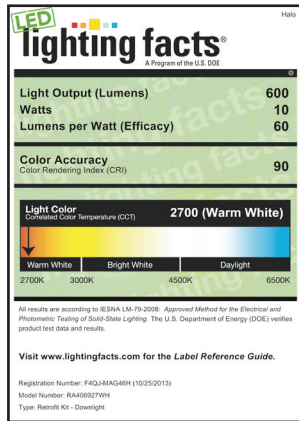 Halo
LED
lighting facts®
A Program of the U.S. DOE
Light Output (Lumens) 600
Watts 10
Lumens per Watt (Efficacy) 60
Color Accuracy
Color Rendering Index (CRI) 90
Light Color
Correlated Color Temperature (CCT) 2700 (Warm White)
Warm White Bright White Daylight
2700K 3000K 4500K 6500K
All results are according to IESNA LM-79-2008: Approved Method for the Electrical and
Photometric Testing of Solid-State Lighting. The U.S. Department of Energy (DOE) verifies
product test data and results.
Visit www.lightingfacts.com for the Label Reference Guide.
Registration Number: F4QJ-MAG46H (10/25/2013)
Model Number: RA406927WH
Type: Retrofit Kit - Downlight